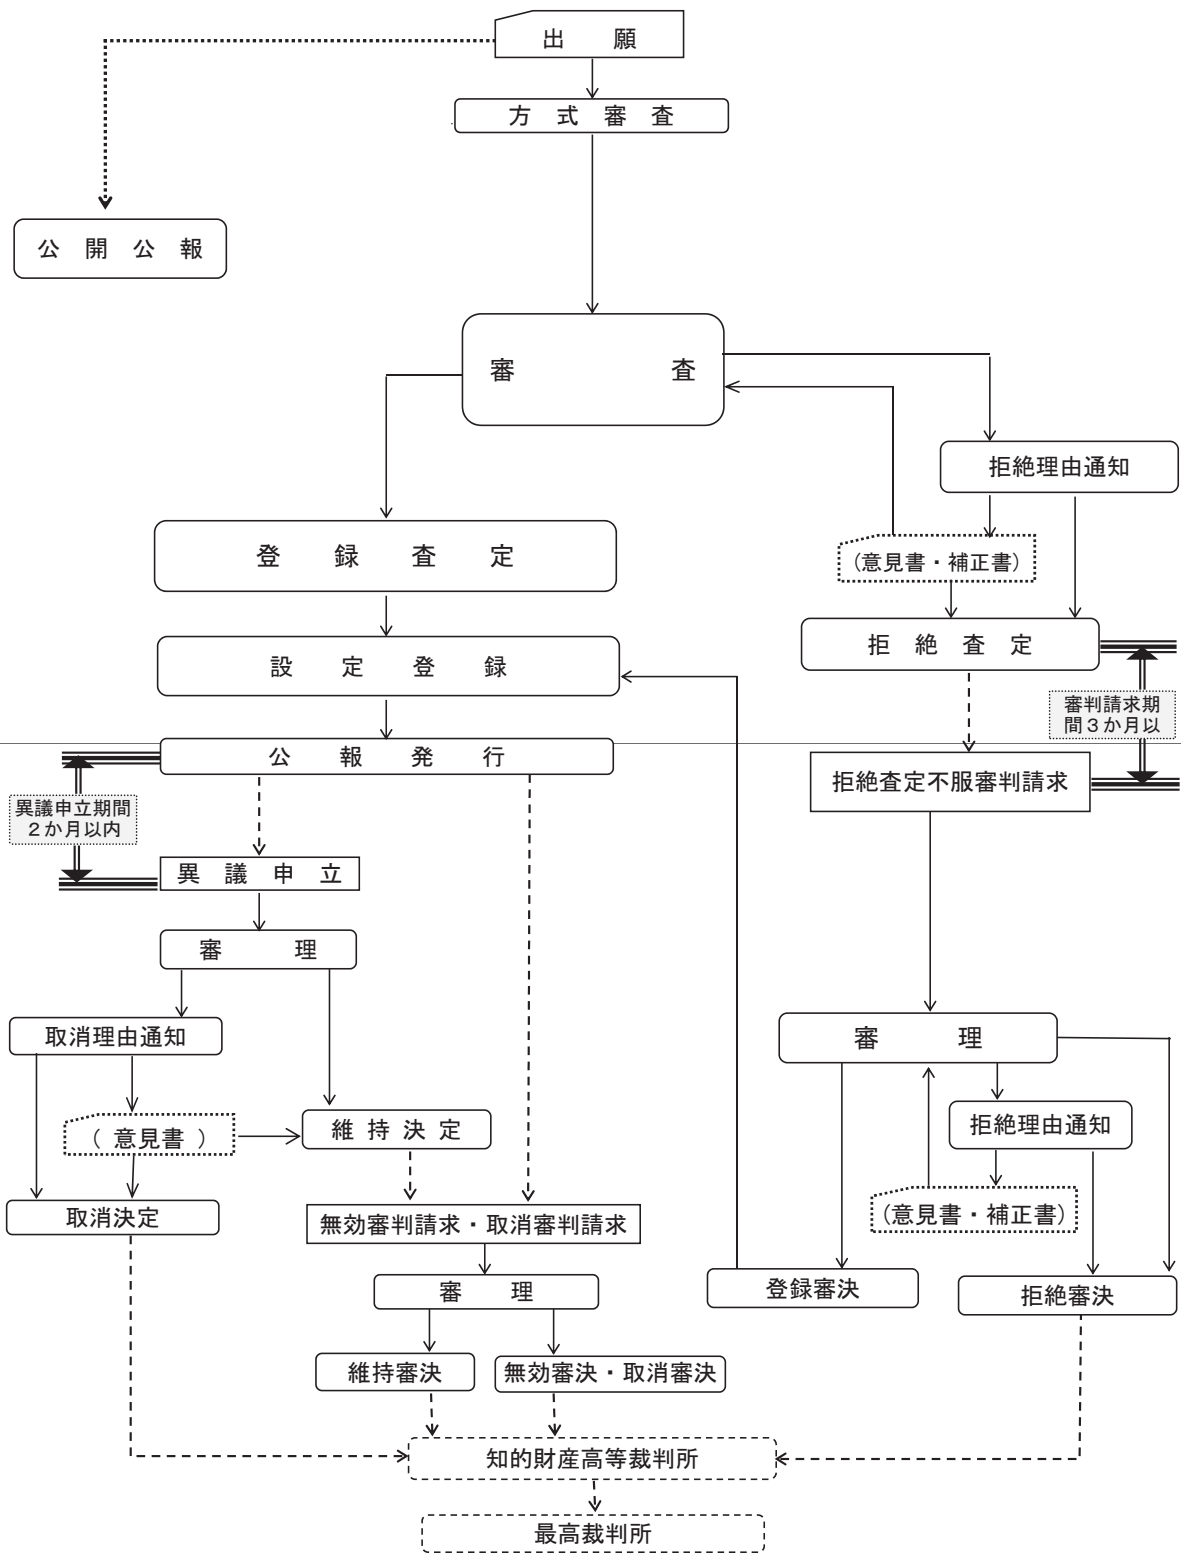 出　願
方　式　審　査
公　開　公　報
審　査
拒絶理由通知
登　録　査　定
（意見書・補正書）
拒　絶　査　定
設　定　登　録
審判請求期
間３か月以
公　報　発　行
拒絶査定不服審判請求
異議申立期間
２か月以内
異　議　申　立
審　理
取消理由通知
審　理
（ 意見書 ）
維 持 決 定
拒絶理由通知
取消決定
無効審判請求・取消審判請求
（意見書・補正書）
審　理
登録審決
拒絶審決
維持審決
無効審決・取消審決
知的財産高等裁判所
最高裁判所